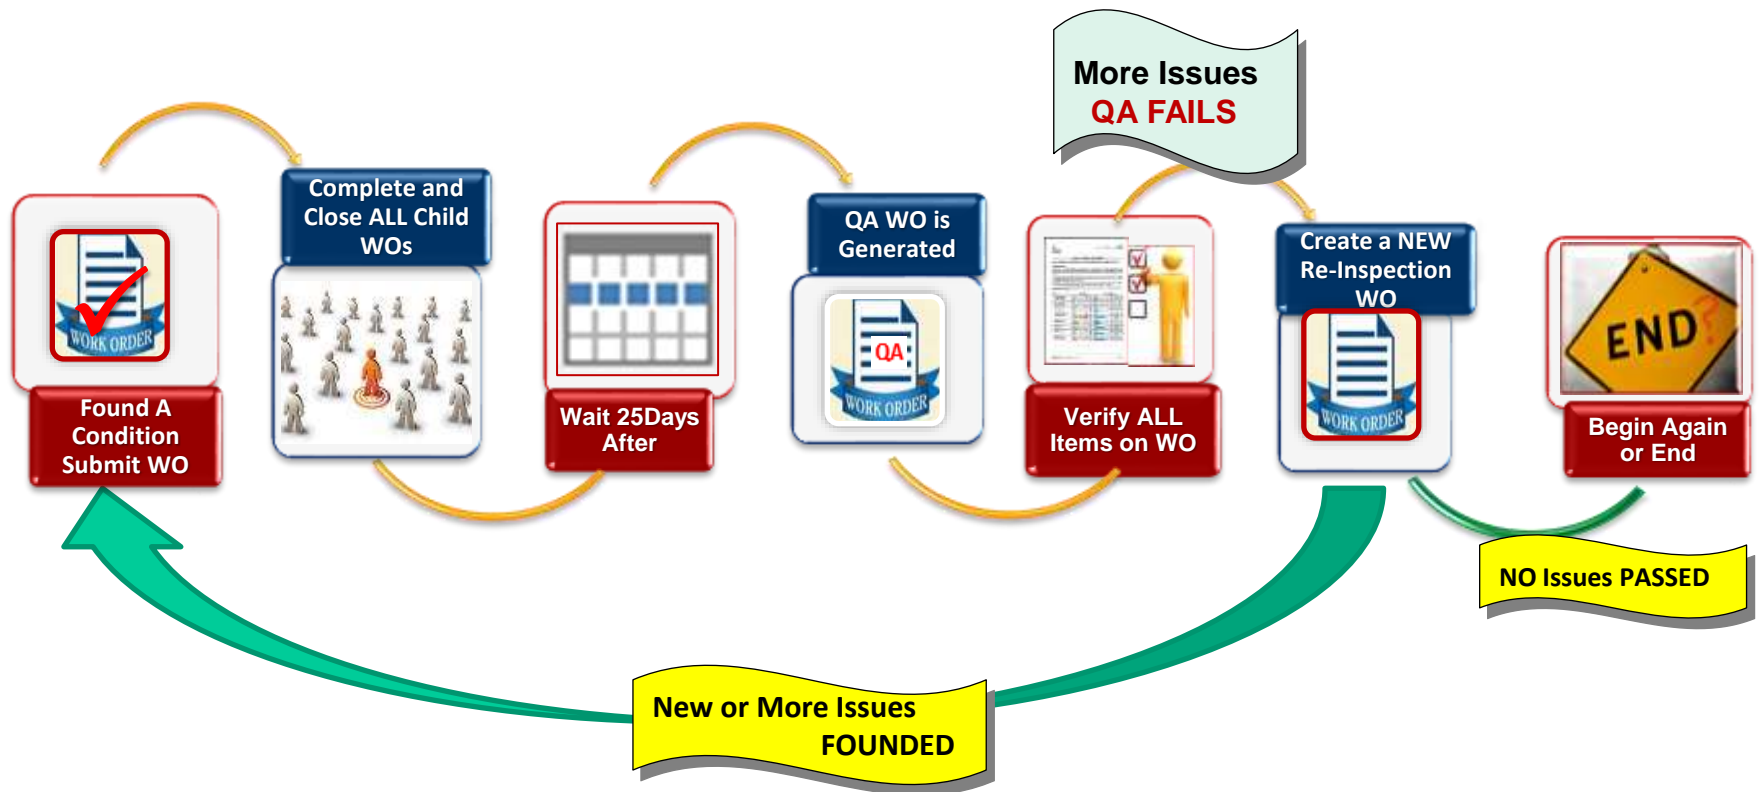 More Issues
QA FAILS
Complete and
Close ALL Child
WOs
QA WO is
Generated
Create a NEW
Re-Inspection
WO
WORK ORDER
QA
WORK ORDER
WORK ORDER
END?
Found A
Condition
Submit WO
Wait 25Days
After
Verify ALL
Items on WO
Begin Again
or End
NO Issues PASSED
New or More Issues
FOUNDED